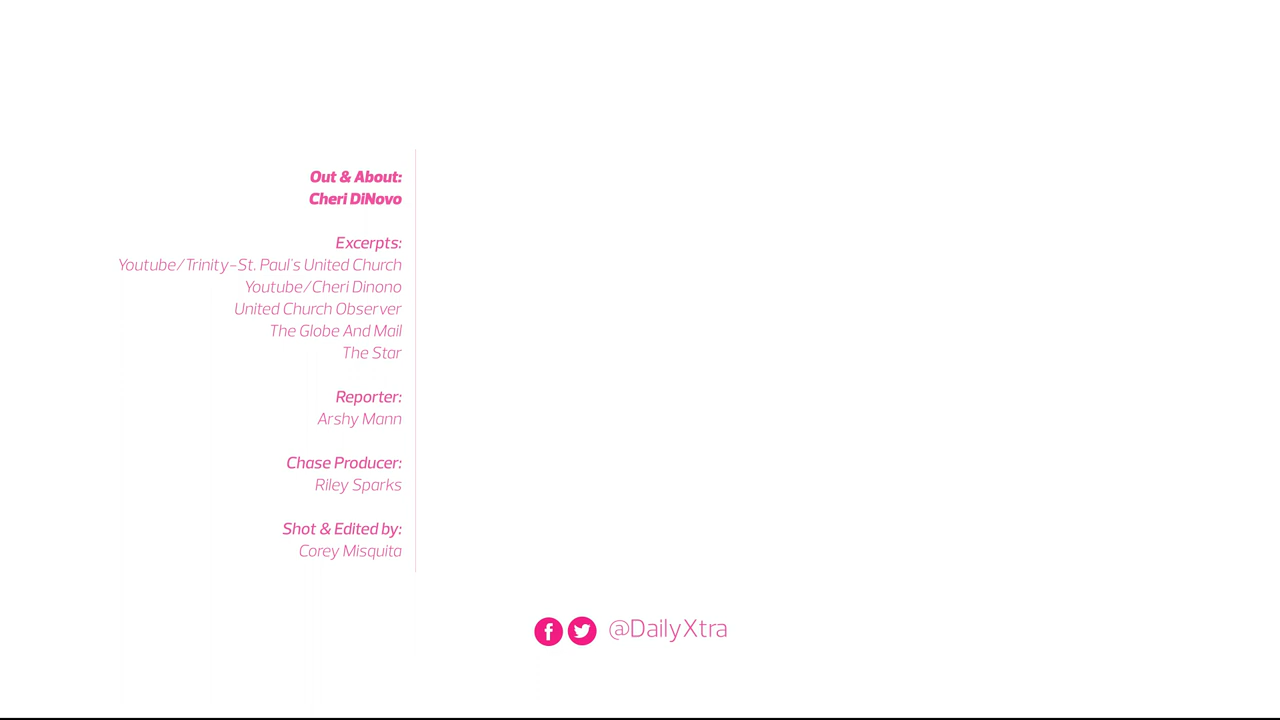 Out & About:
Cheri DiNovo
Excerpts:
Youtube/Trinity-St. Paul's United Church
Youtube/Cheri Dinono
United Church Observer
The Globe And Mail
The Star
Reporter:
Arshy Mann
Chase Producer:
Riley Sparks
Shot & Edited by:
Corey Misquita
@DailyXtra